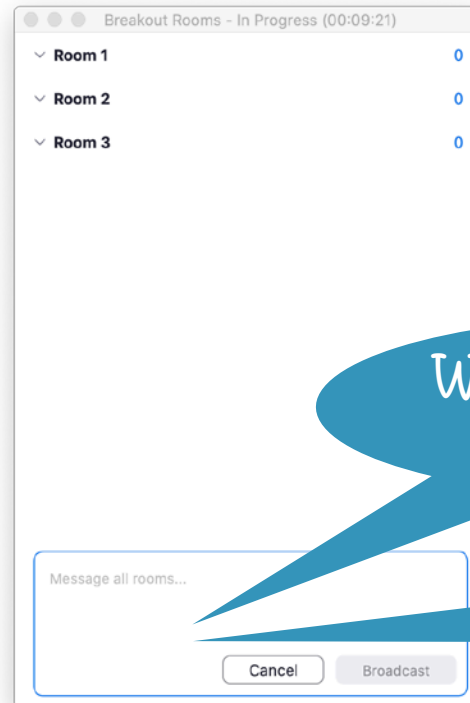 Breakout Rooms - In Progress (00:09:21)
Room 1 0
Room 2 0
Room 3 0
W
Message all rooms...
Cancel Broadcast